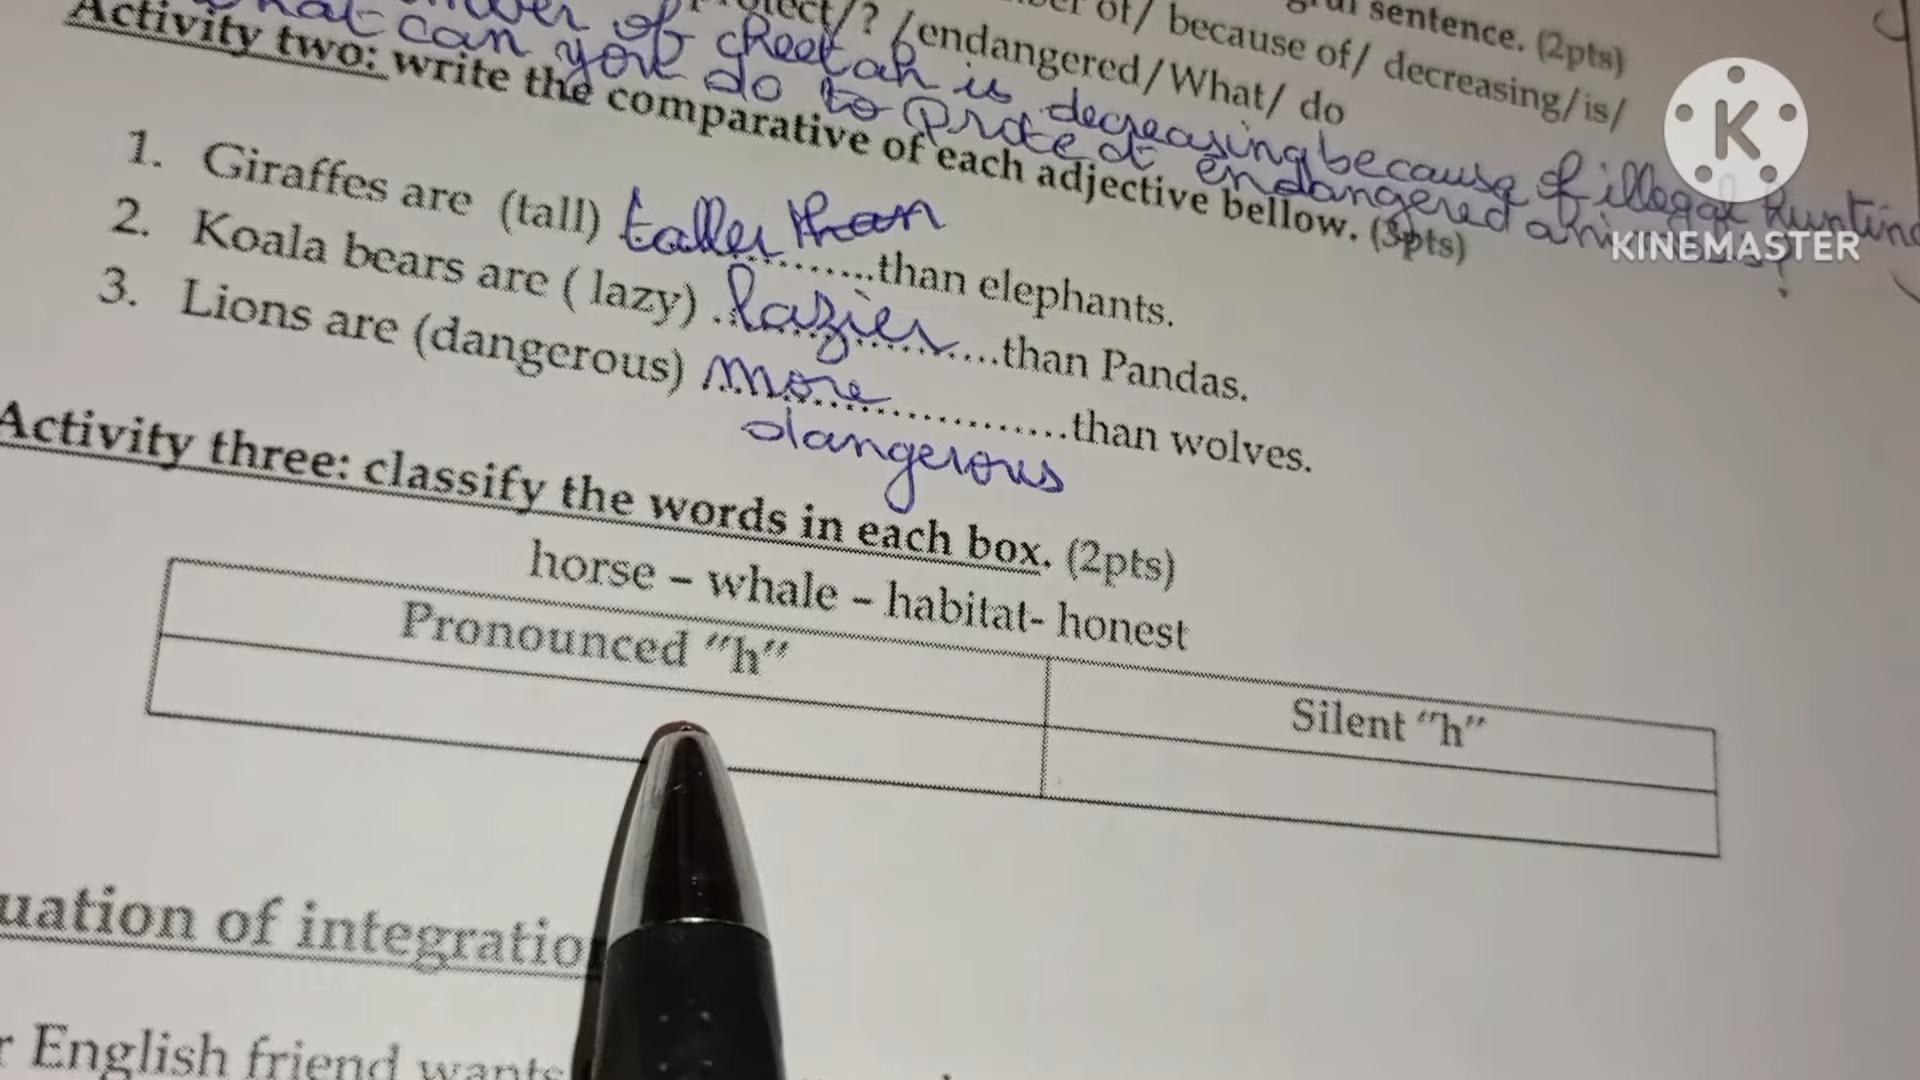 sentence. (2pts)
of/ because of/ decreasing/is/
/? /endangered/What/ do
of cheetah is decreasing because of illegal hunting
what can you do to protect endangered
Activity two: write the comparative of each adjective bellow. (3pts)
1. Giraffes are (tall) taller than ..........than elephants.
2. Koala bears are ( lazy) lazier ...than Pandas.
3. Lions are (dangerous) more ...................than wolves.
dangerous
Activity three: classify the words in each box. (2pts)
horse – whale – habitat- honest
Pronounced "h" Silent "h"
of
English friend wants
K
KINEMASTER